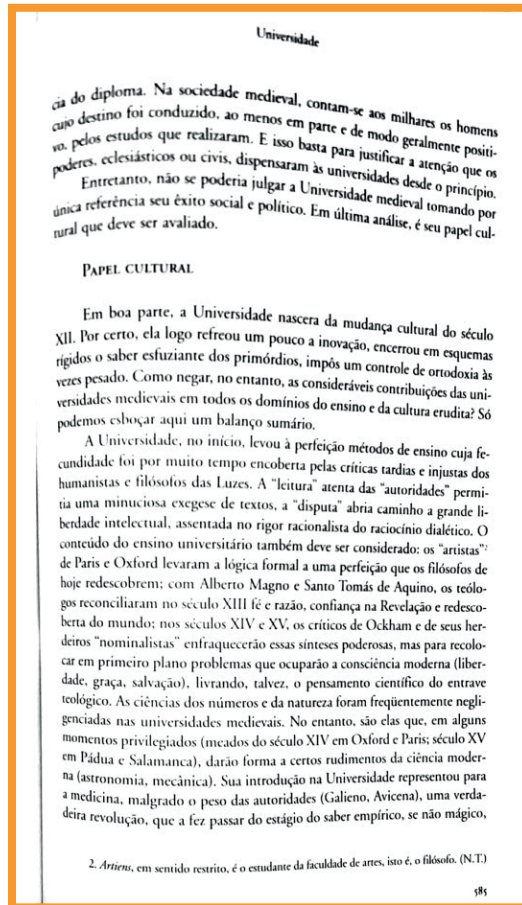 Universidade
cia do diploma. Na sociedade medieval, contam-se aos milhares os homens
cujo destino foi conduzido, ao menos em parte e de modo geralmente positi-
vo, pelos estudos que realizaram. E isso basta para justificar a atenção que os
poderes, eclesiásticos ou civis, dispensaram às universidades desde o princípio.
Entretanto, não se poderia julgar a Universidade medieval tomando por
única referência seu êxito social e político. Em última análise, é seu papel cul-
tural que deve ser avaliado.
PAPEL CULTURAL
Em boa parte, a Universidade nascera da mudança cultural do século
XII. Por certo, ela logo refreou um pouco a inovação, encerrou em esquemas
rígidos o saber esfuziante dos primórdios, impôs um controle de ortodoxia às
vezes pesado. Como negar, no entanto, as consideráveis contribuições das uni-
versidades medievais em todos os domínios do ensino e da cultura erudita? Só
podemos esboçar aqui um balanço sumário.
A Universidade, no início, levou à perfeição métodos de ensino cuja fe-
cundidade foi por muito tempo encoberta pelas críticas tardias e injustas dos
humanistas e filósofos das Luzes. A "leitura" atenta das "autoridades" permi-
tia uma minuciosa exegese de textos, a "disputa" abria caminho a grande li-
berdade intelectual, assentada no rigor racionalista do raciocínio dialético. O
conteúdo do ensino universitário também deve ser considerado: os "artistas"²
de Paris e Oxford levaram a lógica formal a uma perfeição que os filósofos de
hoje redescobrem; com Alberto Magno e Santo Tomás de Aquino, os teólo-
gos reconciliaram no século XIII fé e razão, confiança na Revelação e redesco-
berta do mundo; nos séculos XIV e XV, os críticos de Ockham e de seus her-
deiros "nominalistas" enfraquecerão essas sínteses poderosas, mas para recolo-
car em primeiro plano problemas que ocuparão a consciência moderna (liber-
dade, graça, salvação), livrando, talvez, o pensamento científico do entrave
teológico. As ciências dos números e da natureza foram freqüentemente negli-
genciadas nas universidades medievais. No entanto, são elas que, em alguns
momentos privilegiados (meados do século XIV em Oxford e Paris; século XV
em Pádua e Salamanca), darão forma a certos rudimentos da ciência moder-
na (astronomia, mecânica). Sua introdução na Universidade representou para
a medicina, malgrado o peso das autoridades (Galieno, Avicena), uma verda-
deira revolução, que a fez passar do estágio do saber empírico, se não mágico,
2. Artiens, em sentido restrito, é o estudante da faculdade de artes, isto é, o filósofo. (N.T.)
585